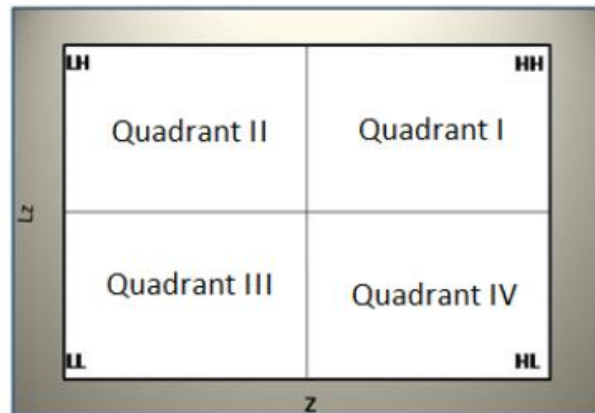 LH HH
Quadrant II Quadrant I
Lz
Quadrant III Quadrant IV
LL HL
Z